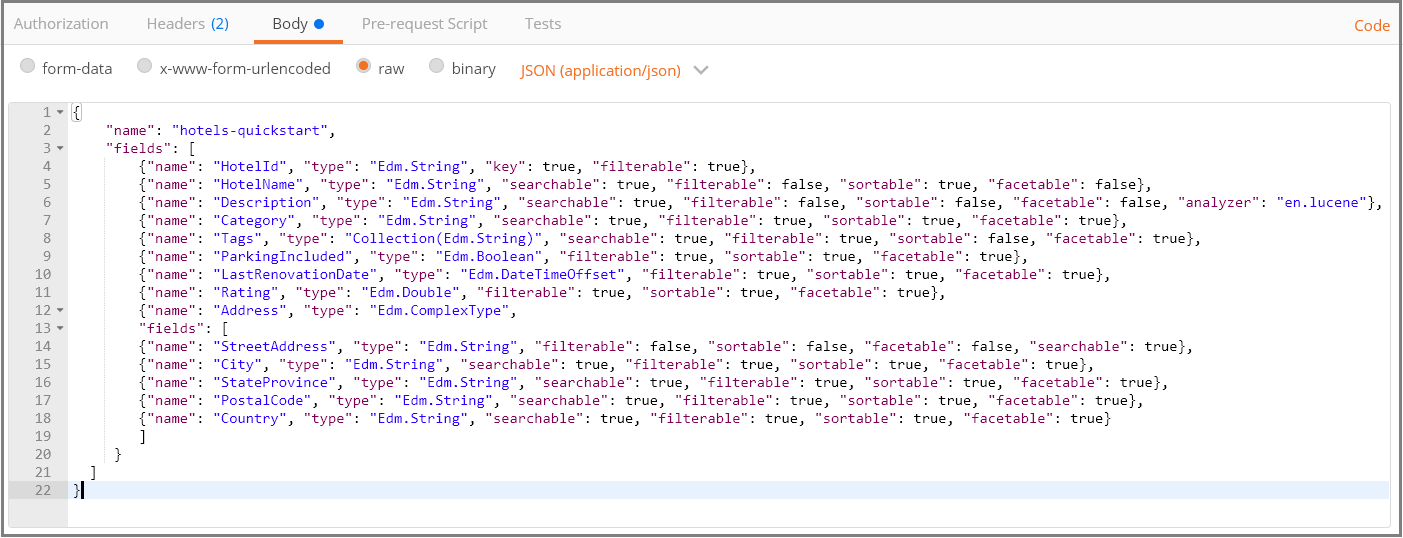 Authorization Headers (2) Body Pre-request Script Tests Code
form-data x-www-form-urlencoded raw binary JSON (application/json)
1 {
2 "name": "hotels-quickstart",
3 "fields": [
4 {"name": "HotelId", "type": "Edm.String", "key": true, "filterable": true},
5 {"name": "HotelName", "type": "Edm.String", "searchable": true, "filterable": false, "sortable": true, "facetable": false},
6 {"name": "Description", "type": "Edm.String", "searchable": true, "filterable": false, "sortable": false, "facetable": false, "analyzer": "en.lucene"},
7 {"name": "Category", "type": "Edm.String", "searchable": true, "filterable": true, "sortable": true, "facetable": true},
8 {"name": "Tags", "type": "Collection(Edm.String)", "searchable": true, "filterable": true, "sortable": false, "facetable": true},
9 {"name": "ParkingIncluded", "type": "Edm.Boolean", "filterable": true, "sortable": true, "facetable": true},
10 {"name": "LastRenovationDate", "type": "Edm.DateTimeOffset", "filterable": true, "sortable": true, "facetable": true},
11 {"name": "Rating", "type": "Edm.Double", "filterable": true, "sortable": true, "facetable": true},
12 {"name": "Address", "type": "Edm.ComplexType",
13 "fields": [
14 {"name": "StreetAddress", "type": "Edm.String", "filterable": false, "sortable": false, "facetable": false, "searchable": true},
15 {"name": "City", "type": "Edm.String", "searchable": true, "filterable": true, "sortable": true, "facetable": true},
16 {"name": "StateProvince", "type": "Edm.String", "searchable": true, "filterable": true, "sortable": true, "facetable": true},
17 {"name": "PostalCode", "type": "Edm.String", "searchable": true, "filterable": true, "sortable": true, "facetable": true},
18 {"name": "Country", "type": "Edm.String", "searchable": true, "filterable": true, "sortable": true, "facetable": true}
19 ]
20 }
21 ]
22 }